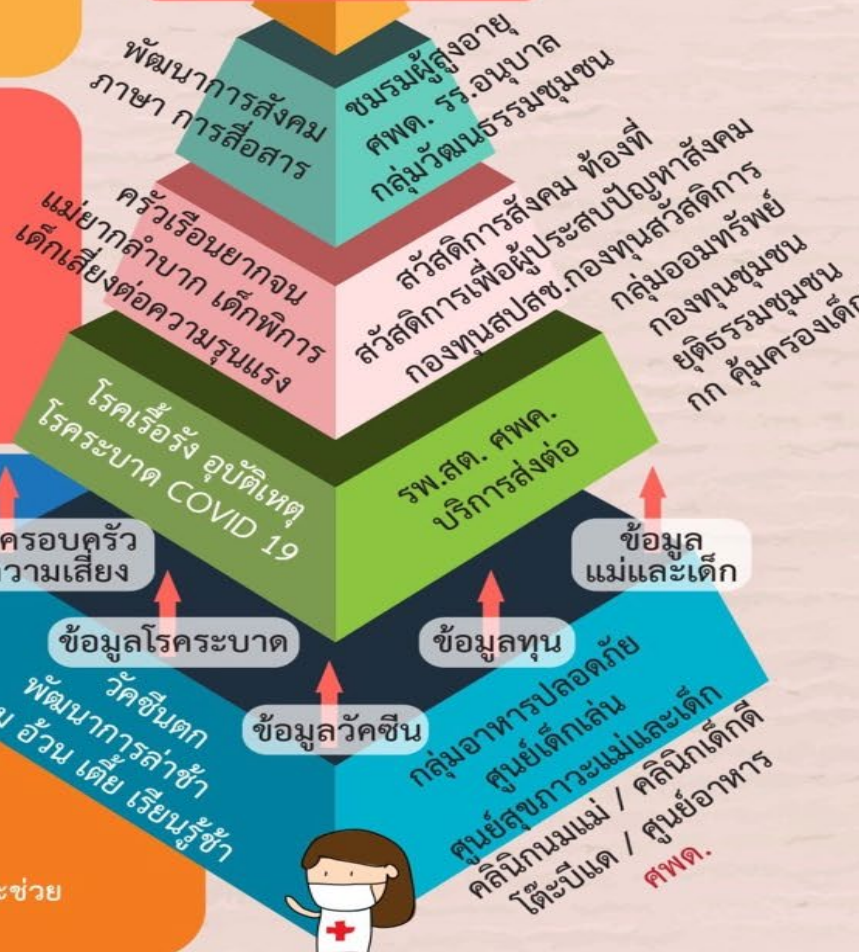 พัฒนาการสังคม
ภาษา การสื่อสาร
ชมรมผู้สูงอายุ
ศพด. รร.อนุบาล
กลุ่มวัฒนธรรมชุมชน
ครัวเรือนยากจน
แม่ยากลำบาก เด็กพิการ
เด็กเสี่ยงต่อความรุนแรง
สวัสดิการสังคม ท้องที่
สวัสดิการเพื่อผู้ประสบปัญหาสังคม
กองทุนสปสช.กองทุนสวัสดิการ
กลุ่มออมทรัพย์
กองทุนชุมชน
ยุติธรรมชุมชน
กก คุ้มครองเด็ก
โรคเรื้อรัง อุบัติเหตุ
โรคระบาด COVID 19
รพ.สต. ศพค.
บริการส่งต่อ
ครอบครัว
ความเสี่ยง
ข้อมูล
แม่และเด็ก
ข้อมูลโรคระบาด
ข้อมูลทุน
ข้อมูลวัคซีน
วัคซีนตก
พัฒนาการล่าช้า
อ้วน เตี้ย เรียนรู้ช้า
กลุ่มอาหารปลอดภัย
ศูนย์เด็กเล่น
ศูนย์สุขภาวะแม่และเด็ก
คลินิกนมแม่ / คลินิกเด็กดี
โต๊ะบีแด / ศูนย์อาหาร
ศพด.
ะช่วย